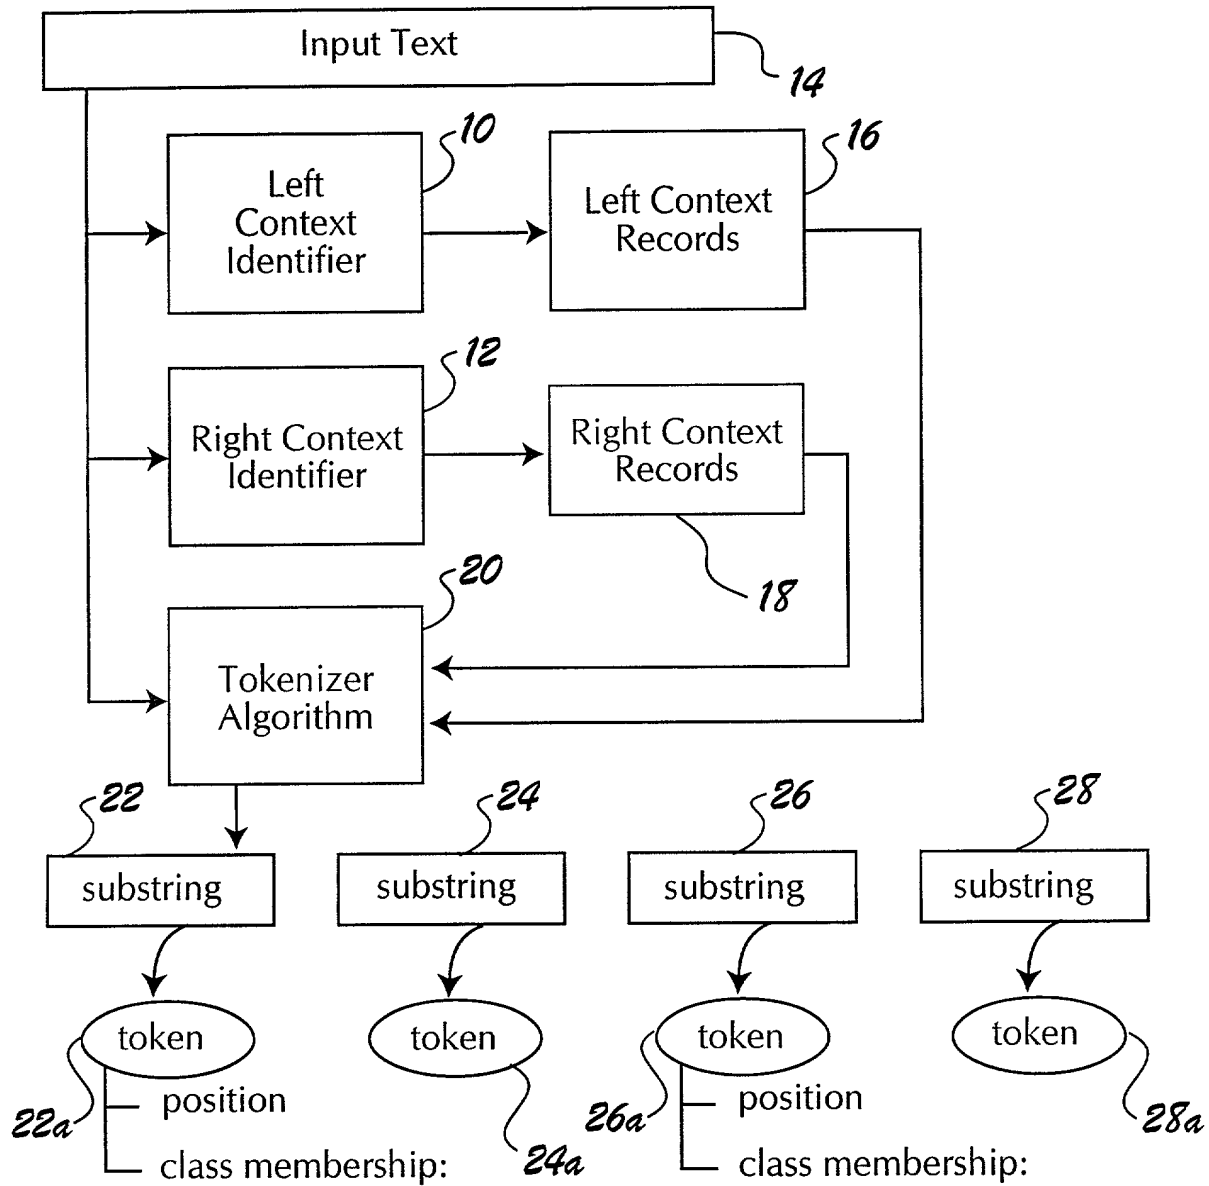 Input Text
14
10
16
Left
Context
Identifier
Left Context
Records
12
Right Context
Identifier
Right Context
Records
18
20
Tokenizer
Algorithm
22
24
26
28
substring
substring
substring
substring
token
token
token
token
22a
position
24a
26a
position
28a
class membership:
class membership: